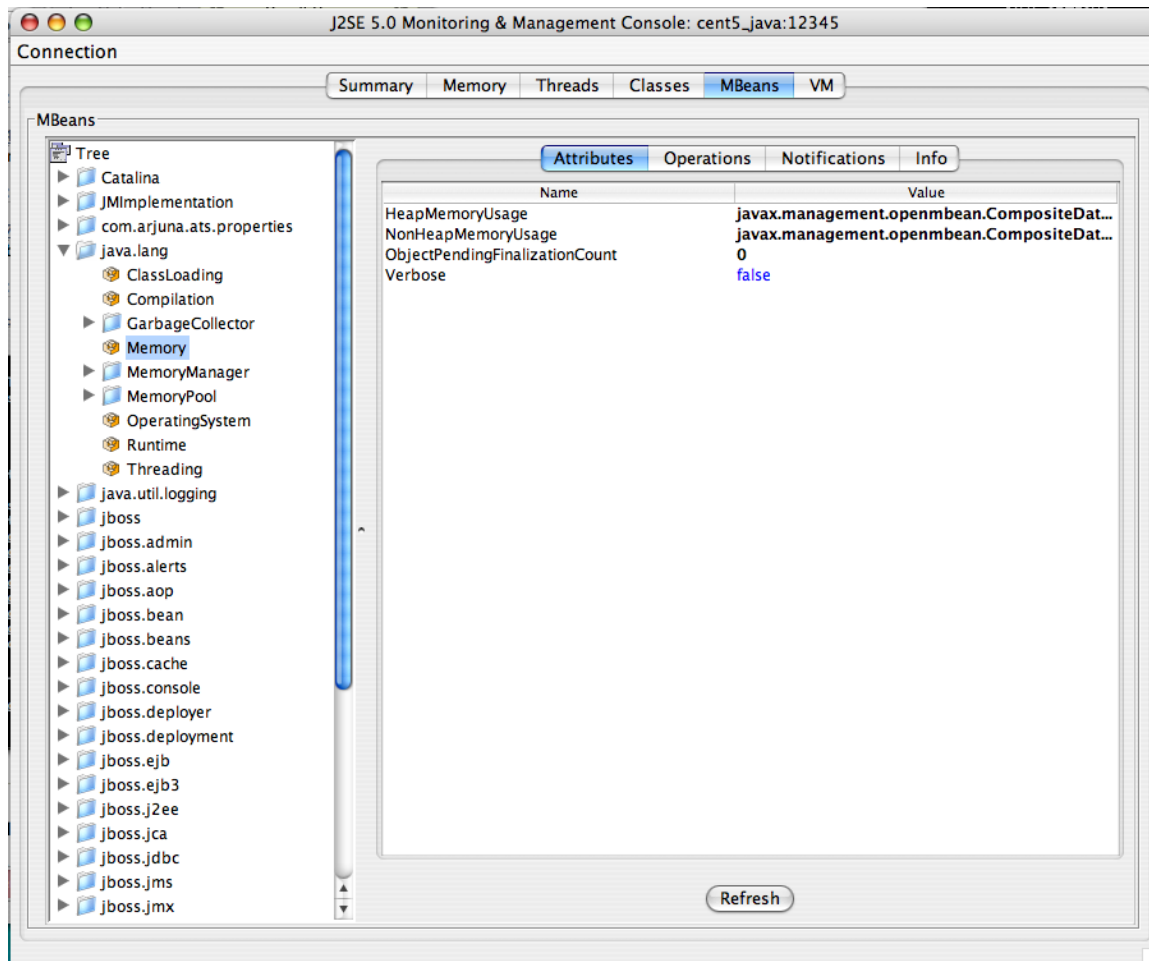 J2SE 5.0 Monitoring & Management Console: cent5_java:12345
Connection
Summary Memory Threads Classes MBeans VM
MBeans
Tree
Catalina
JMImplementation
com.arjuna.ats.properties
java.lang
ClassLoading
Compilation
GarbageCollector
Memory
MemoryManager
MemoryPool
OperatingSystem
Runtime
Threading
java.util.logging
jboss
jboss.admin
jboss.alerts
jboss.aop
jboss.bean
jboss.beans
jboss.cache
jboss.console
jboss.deployer
jboss.deployment
jboss.ejb
jboss.ejb3
jboss.j2ee
jboss.jca
jboss.jdbc
jboss.jms
jboss.jmx
Attributes Operations Notifications Info
Name Value
HeapMemoryUsage javax.management.openmbean.CompositeDat...
NonHeapMemoryUsage javax.management.openmbean.CompositeDat...
ObjectPendingFinalizationCount 0
Verbose false
Refresh